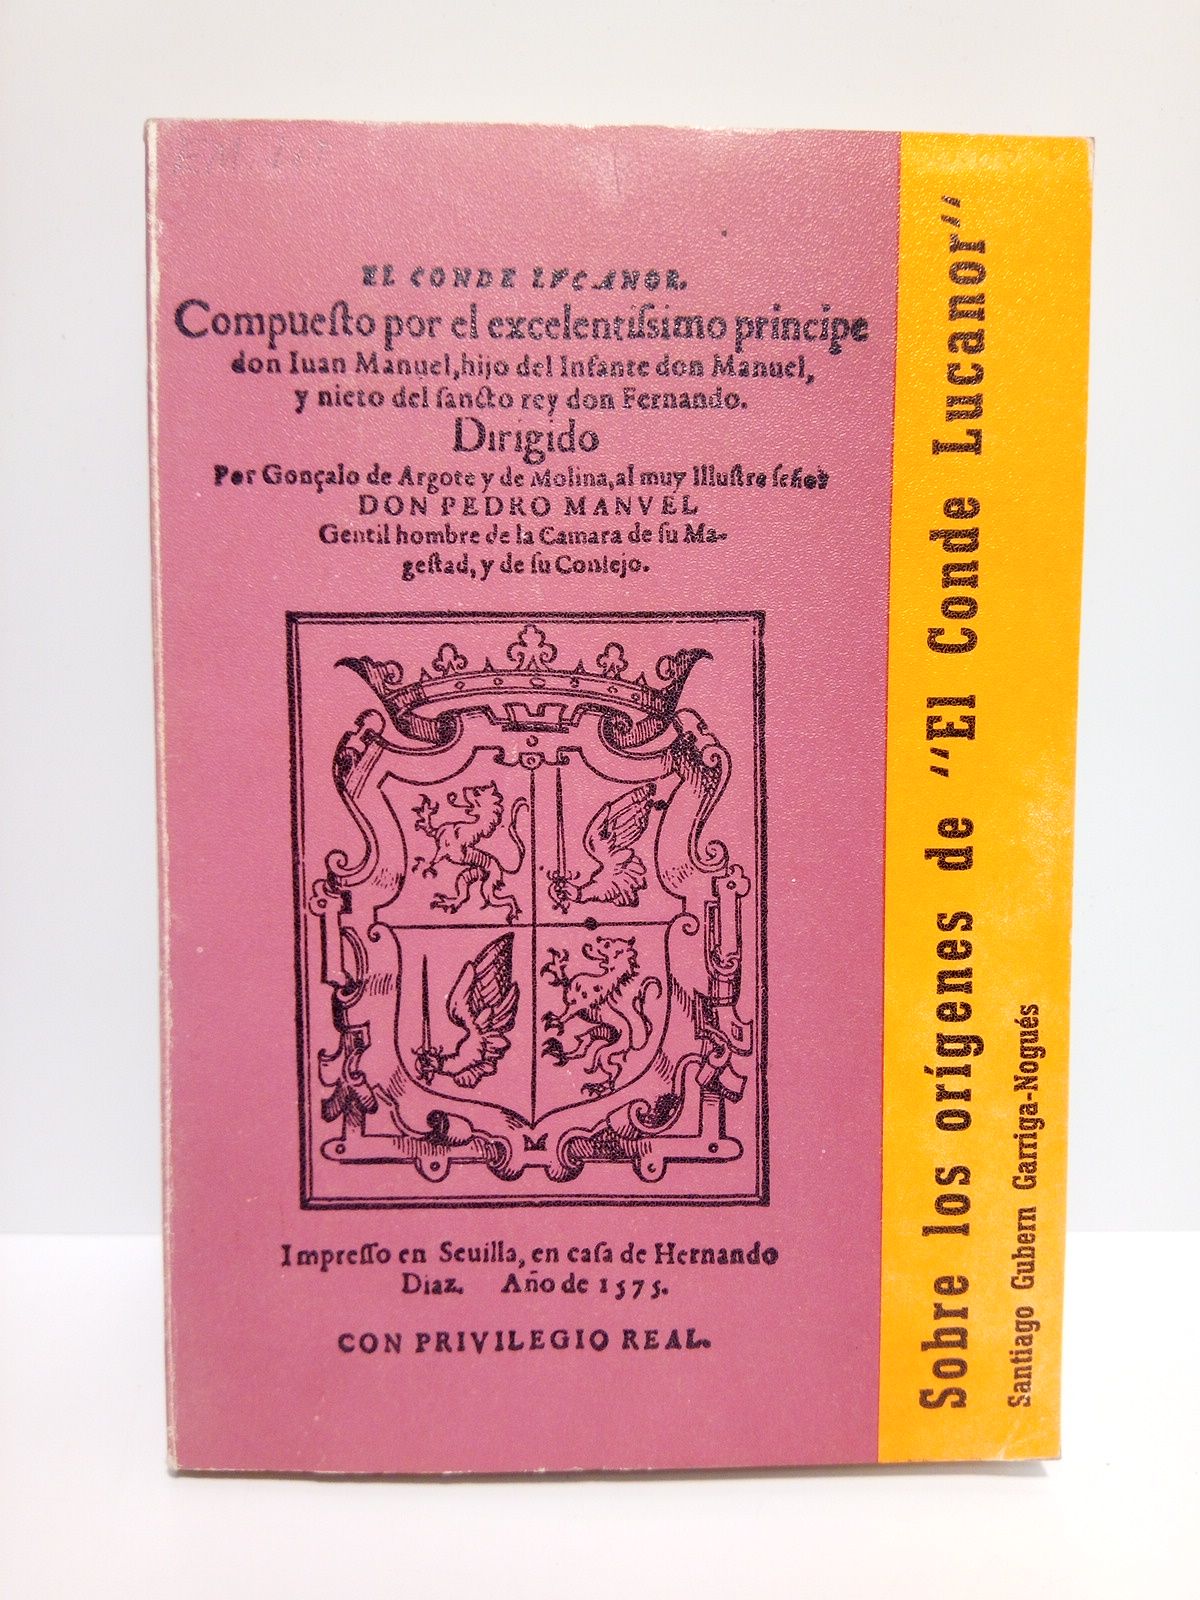 EL CONDE LVCANOR.
Compueſto por el excelentiſsimo principe
don Iuan Manuel, hijo del Infante don Manuel,
y nieto del ſancto rey don Fernando.
Dirigido
Por Gonçalo de Argote y de Molina, al muy Illuſtre ſeñor
DON PEDRO MANVEL
Gentil hombre de la Camara de ſu Ma-
geſtad, y de ſu Conſejo.
M
Impreſſo en Seuilla, en caſa de Hernando
Diaz. Año de 1575.
CON PRIVILEGIO REAL.
Sobre los orígenes de "El Conde Lucanor"
Santiago Gubern Garriga-Nogués